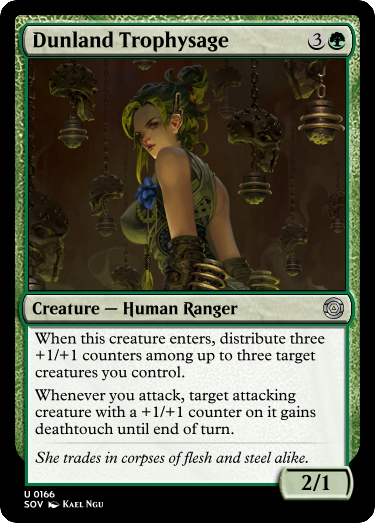 Dunland Trophysage 3
Creature — Human Ranger
When this creature enters, distribute three
+1/+1 counters among up to three target
creatures you control.
Whenever you attack, target attacking
creature with a +1/+1 counter on it gains
deathtouch until end of turn.
She trades in corpses of flesh and steel alike.
2/1
U 0166
SOV Kael Ngu